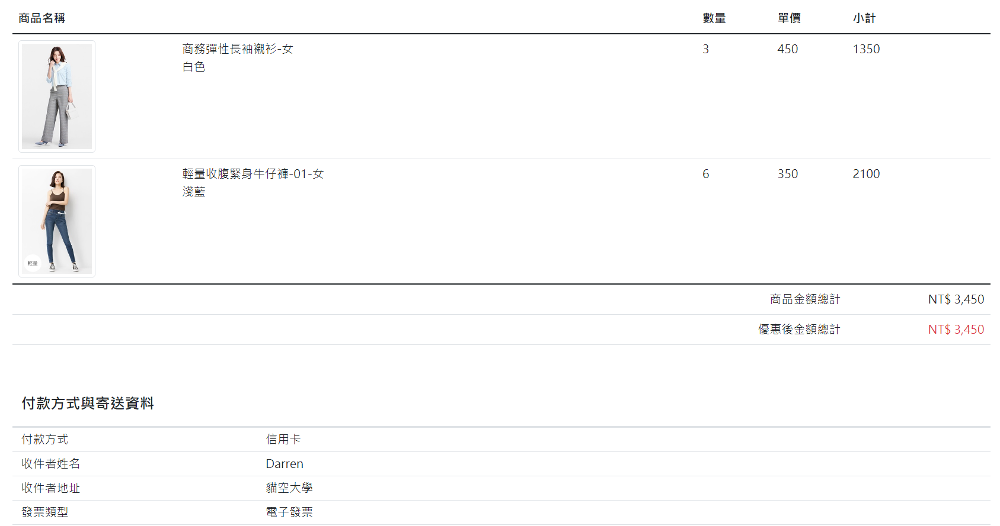 商品名稱 數量 單價 小計
商務彈性長袖襯衫-女 3 450 1350
白色
輕量收腹緊身牛仔褲-01-女 6 350 2100
淺藍
輕量
商品金額總計 NT$ 3,450
優惠後金額總計 NT$ 3,450
付款方式與寄送資料
付款方式 信用卡
收件者姓名 Darren
收件者地址 貓空大學
發票類型 電子發票